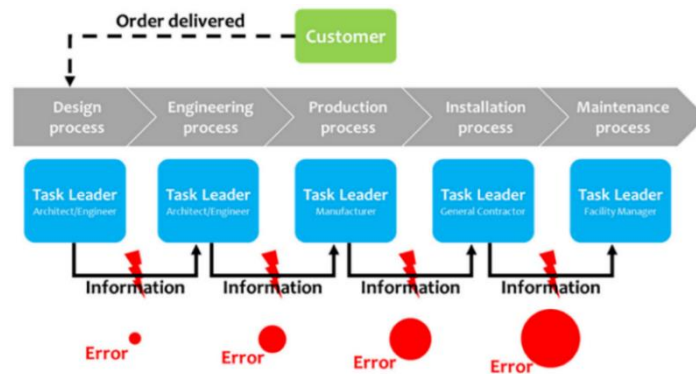 Order delivered
Customer
Design
process
Engineering
process
Production
process
Installation
process
Maintenance
process
Task Leader
Architect/Engineer
Task Leader
Architect/Engineer
Task Leader
Manufacturer
Task Leader
General Contractor
Task Leader
Facility Manager
Information
Information
Information
Information
Error
Error
Error
Error